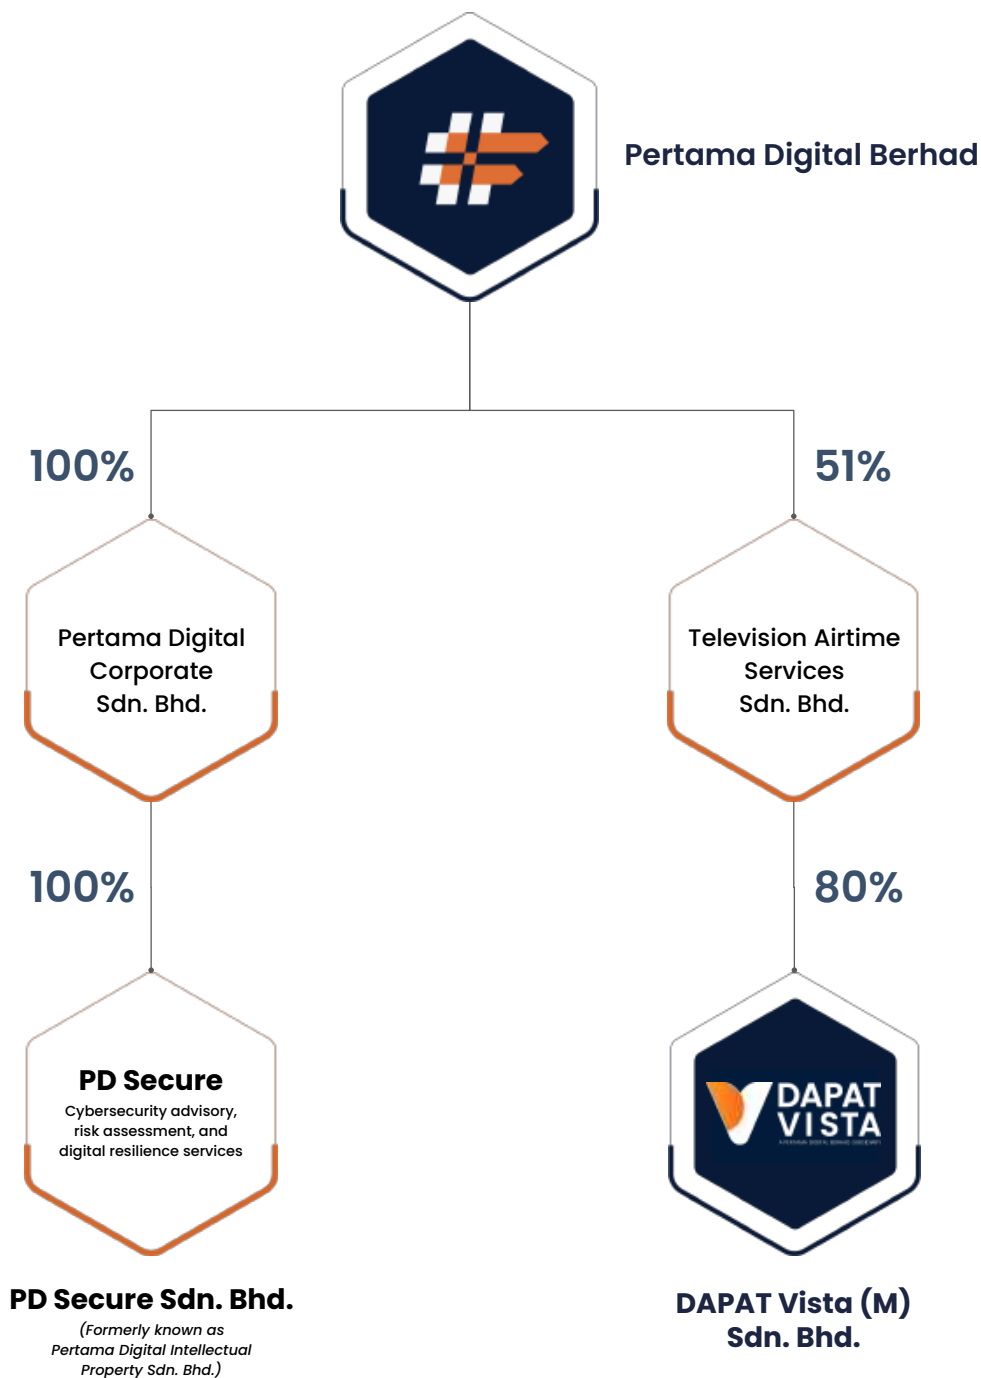 Pertama Digital Berhad
100%
51%
Pertama Digital
Corporate
Sdn. Bhd.
Television Airtime
Services
Sdn. Bhd.
100%
80%
PD Secure
Cybersecurity advisory,
risk assessment, and
digital resilience services
DAPAT
VISTA
PD Secure Sdn. Bhd.
(Formerly known as
Pertama Digital Intellectual
Property Sdn. Bhd.)
DAPAT Vista (M)
Sdn. Bhd.